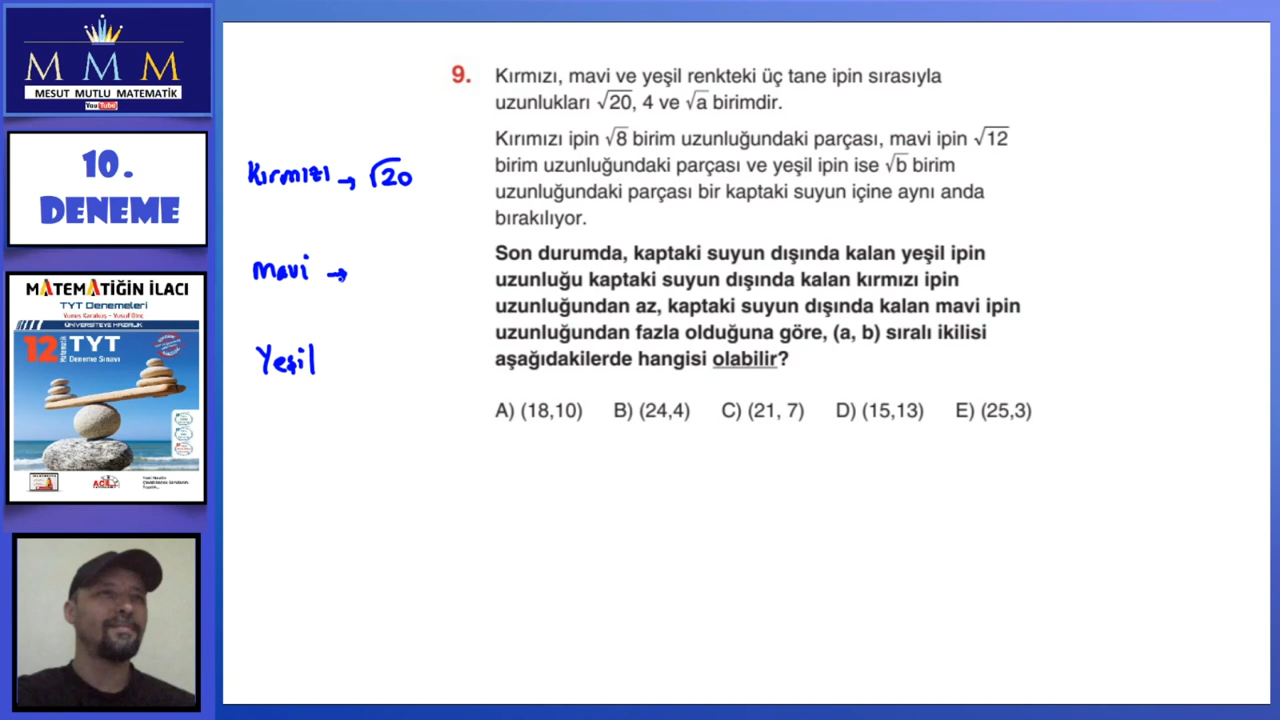 M M M
MESUT MUTLU MATEMATİK
YouTube
10.
DENEME
MATEMATİĞİN İLACI
TYT Denemeleri
Yunus Karakuş - Yusuf Dinç
ÜNİVERSİTEYE HAZIRLIK
12 Matematik TYT
Deneme Sınavı
9. Kırmızı, mavi ve yeşil renkteki üç tane ipin sırasıyla
uzunlukları √20, 4 ve √a birimdir.
Kırımızı ipin √8 birim uzunluğundaki parçası, mavi ipin √12
birim uzunluğundaki parçası ve yeşil ipin ise √b birim
uzunluğundaki parçası bir kaptaki suyun içine aynı anda
bırakılıyor.
Son durumda, kaptaki suyun dışında kalan yeşil ipin
uzunluğu kaptaki suyun dışında kalan kırmızı ipin
uzunluğundan az, kaptaki suyun dışında kalan mavi ipin
uzunluğundan fazla olduğuna göre, (a, b) sıralı ikilisi
aşağıdakilerde hangisi olabilir?
A) (18,10) B) (24,4) C) (21, 7) D) (15,13) E) (25,3)
Kırmızı → √20
mavi →
Yeşil